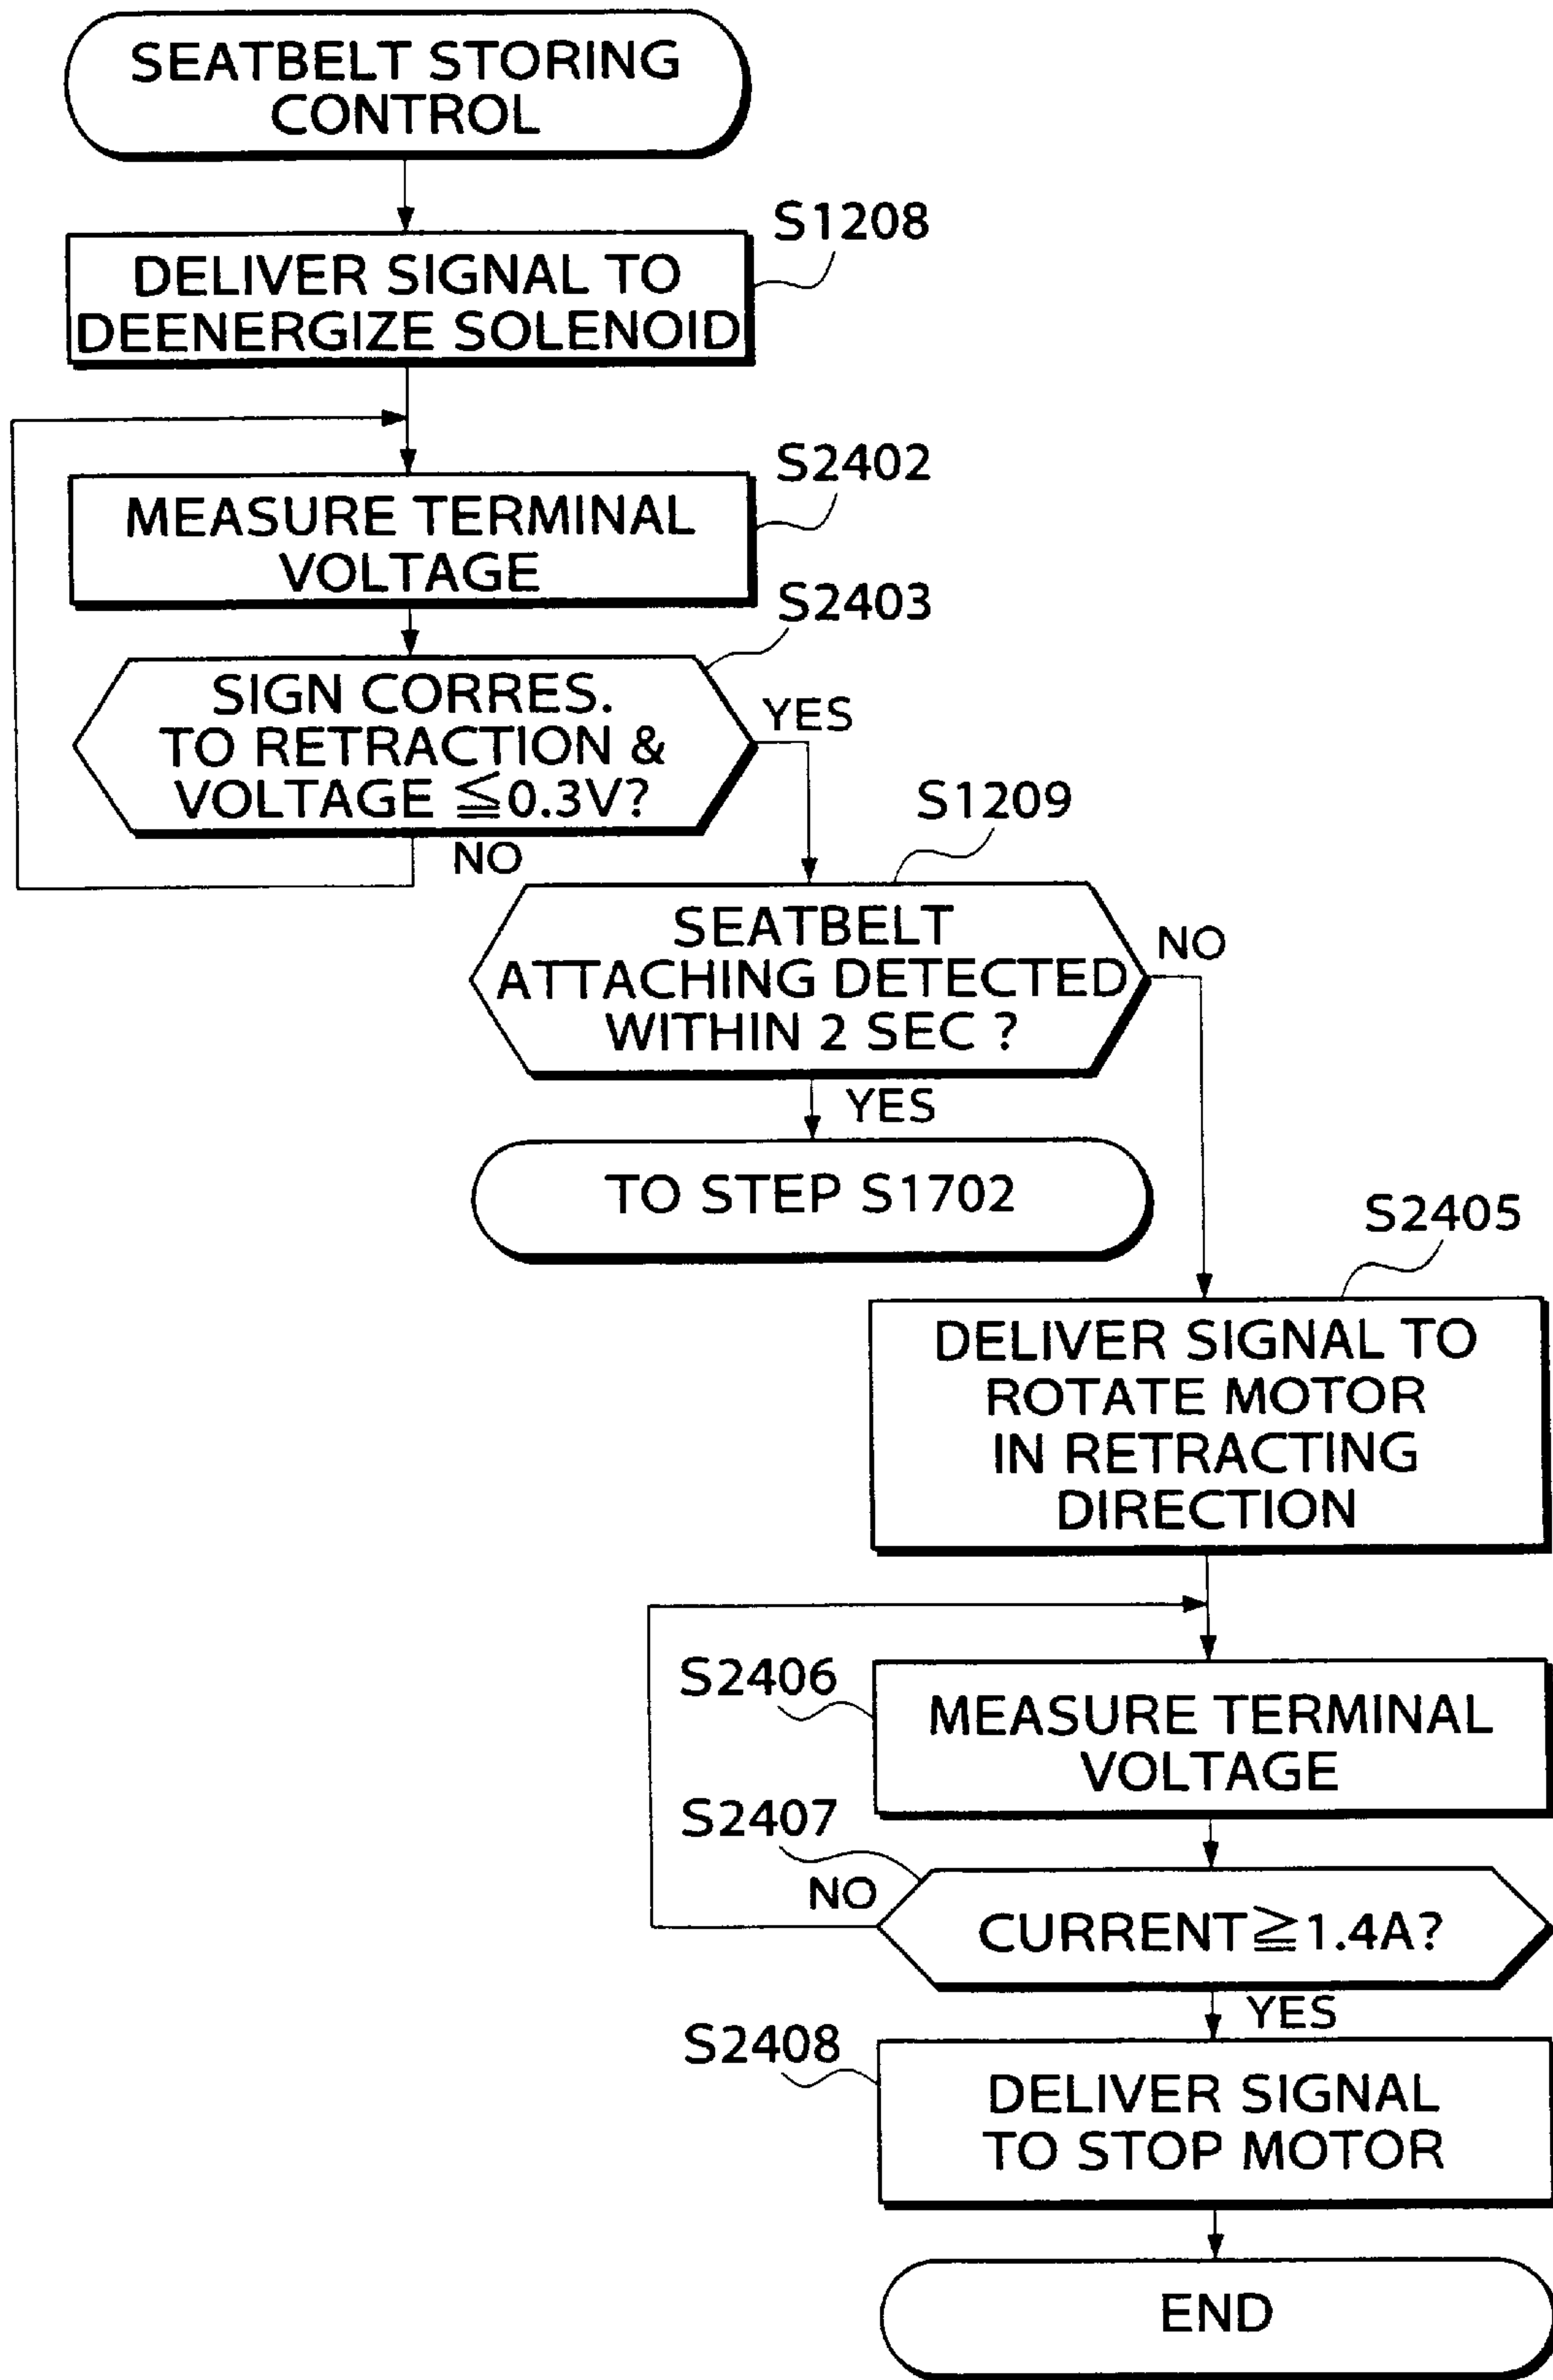 SEATBELT STORING
CONTROL
S1208
DELIVER SIGNAL TO
DEENERGIZE SOLENOID
S2402
MEASURE TERMINAL
VOLTAGE
S2403
SIGN CORRES.
TO RETRACTION &
VOLTAGE ≦0.3V?
YES
NO
S1209
SEATBELT
ATTACHING DETECTED
WITHIN 2 SEC ?
NO
YES
TO STEP S1702
S2405
DELIVER SIGNAL TO
ROTATE MOTOR
IN RETRACTING
DIRECTION
S2406
MEASURE TERMINAL
VOLTAGE
S2407
NO
CURRENT≧1.4A?
YES
S2408
DELIVER SIGNAL
TO STOP MOTOR
END